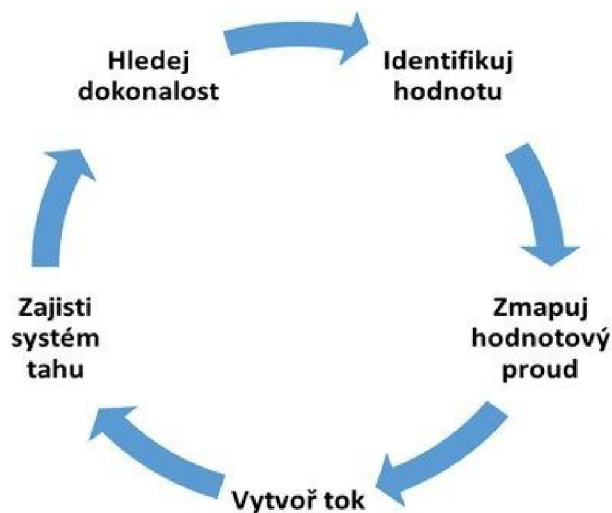 Hledej
dokonalost
Identifikuj
hodnotu
Zmapuj
hodnotový
proud
Vytvoř tok
Zajisti
systém
tahu